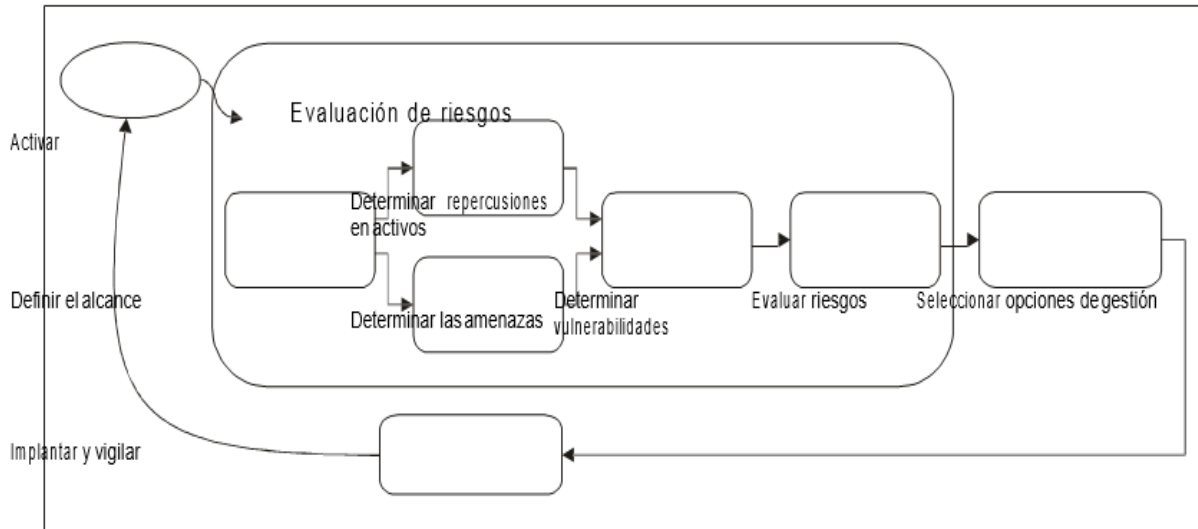 Evaluación de riesgos
Activar
Determinar repercusiones
en activos
Definir el alcance
Determinar las amenazas
Determinar
vulnerabilidades
Evaluar riesgos
Seleccionar opciones de gestión
Implantar y vigilar